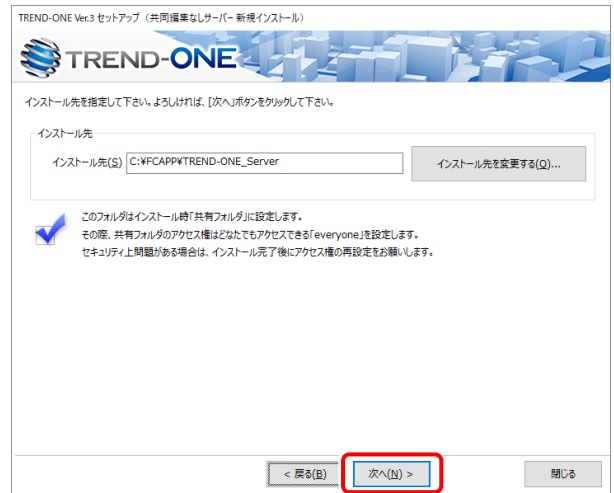 TREND-ONE Ver.3 セットアップ（共同編集なしサーバー 新規インストール）
TREND-ONE
インストール先を指定して下さい。よろしければ、[次へ]ボタンをクリックして下さい。
インストール先
インストール先(S) C:¥FCAPP¥TREND-ONE_Server インストール先を変更する(O)...
このフォルダはインストール時「共有フォルダ」に設定します。
その際、共有フォルダのアクセス権はどなたでもアクセスできる「everyone」を設定します。
セキュリティ上問題がある場合は、インストール完了後にアクセス権の再設定をお願いします。
< 戻る(B) 次へ(N) > 閉じる